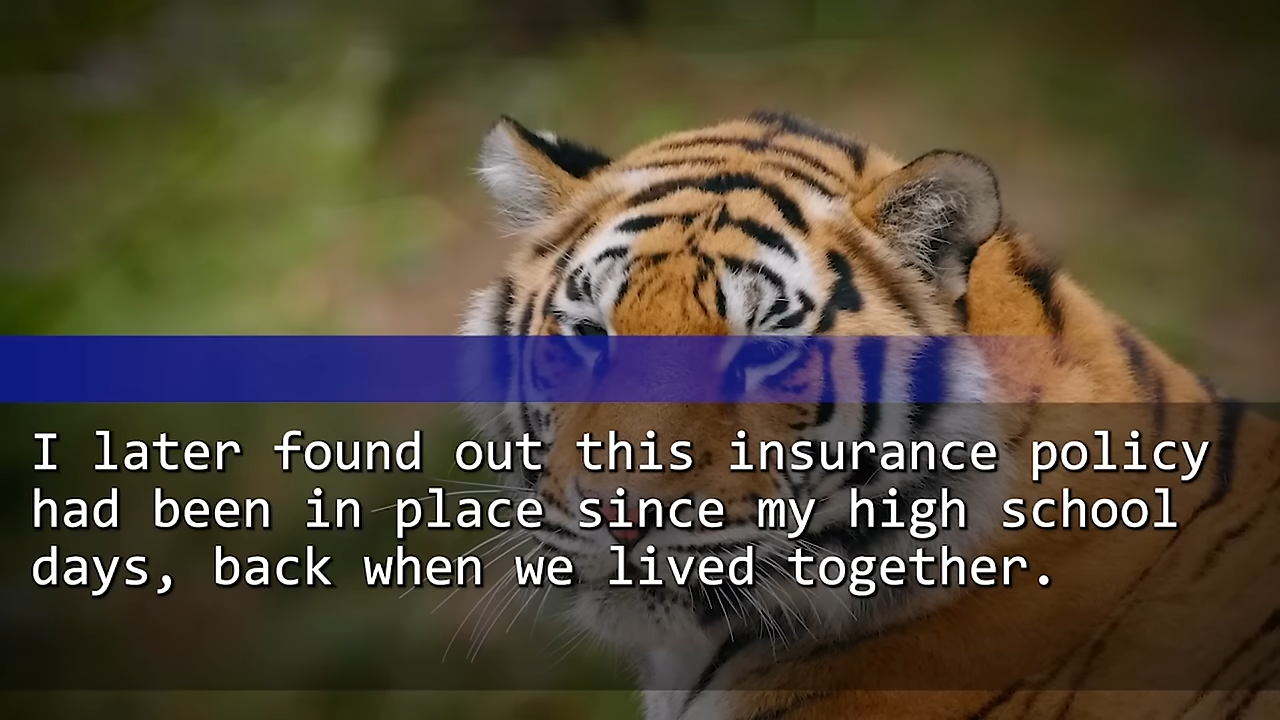 I later found out this insurance policy
had been in place since my high school
days, back when we lived together.